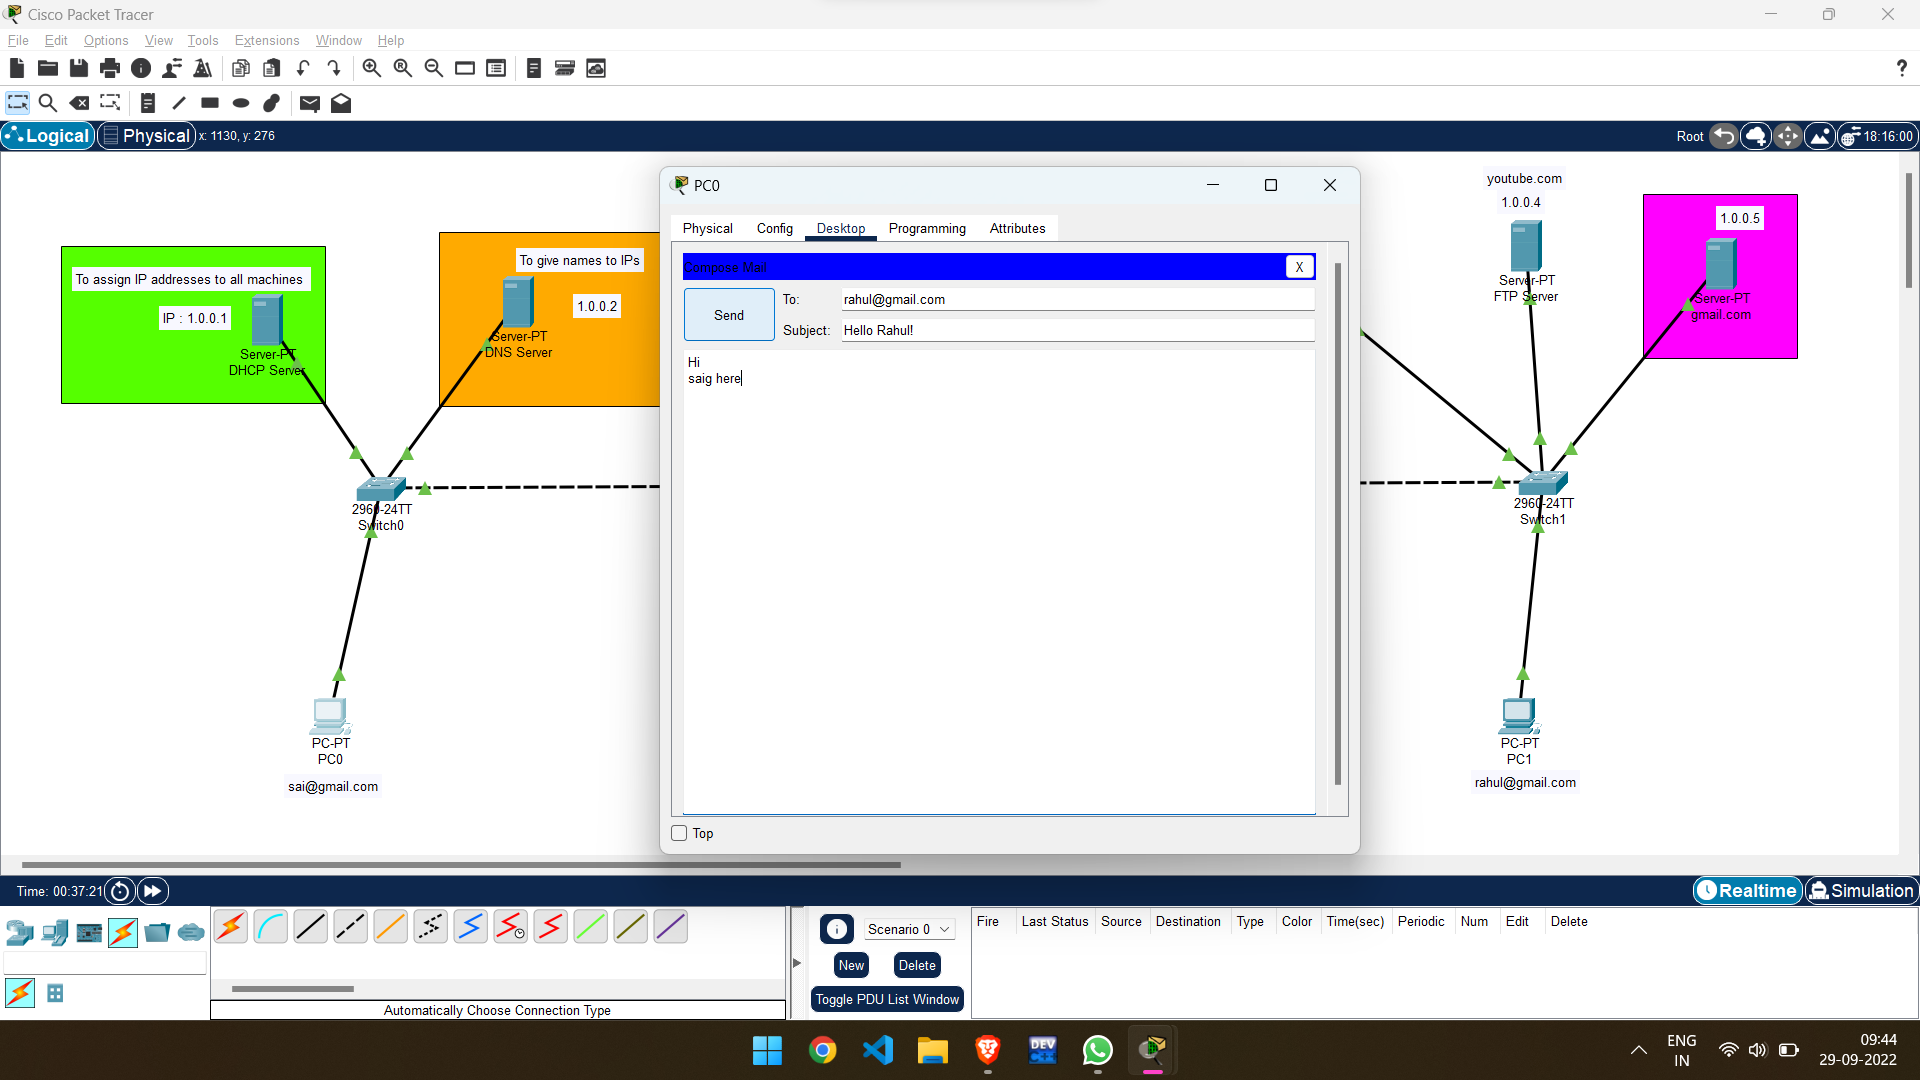 Cisco Packet Tracer
File Edit Options View Tools Extensions Window Help
Logical Physical x: 1130, y: 276
Root 18:16:00
To assign IP addresses to all machines
IP : 1.0.0.1
Server-PT
DHCP Server
To give names to IPs
1.0.0.2
Server-PT
DNS Server
2960-24TT
Switch0
PC-PT
PC0
sai@gmail.com
PC0
Physical Config Desktop Programming Attributes
Compose Mail X
Send
To: rahul@gmail.com
Subject: Hello Rahul!
Hi
saig here
Top
youtube.com
1.0.0.4
Server-PT
FTP Server
1.0.0.5
Server-PT
gmail.com
2960-24TT
Switch1
PC-PT
PC1
rahul@gmail.com
Time: 00:37:21
Realtime Simulation
Automatically Choose Connection Type
Scenario 0
New Delete
Toggle PDU List Window
Fire Last Status Source Destination Type Color Time(sec) Periodic Num Edit Delete
DEV
C++
ENG
IN
09:44
29-09-2022